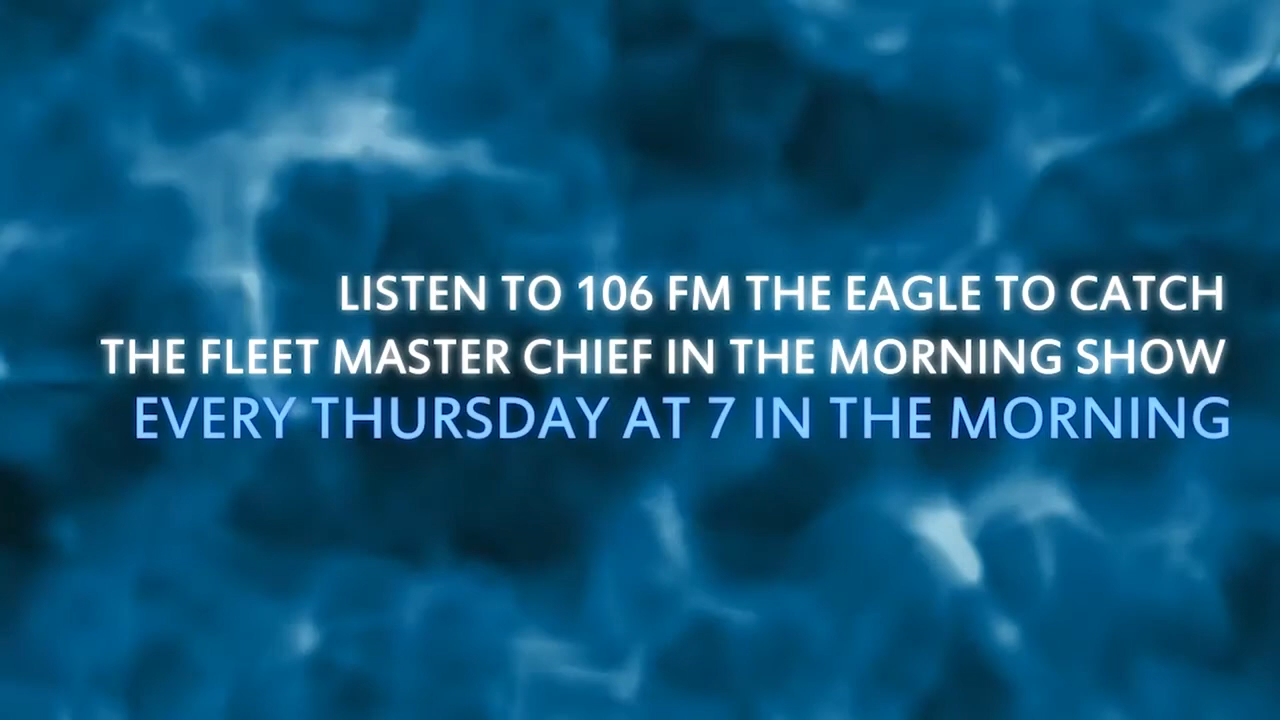 LISTEN TO 106 FM THE EAGLE TO CATCH
THE FLEET MASTER CHIEF IN THE MORNING SHOW
EVERY THURSDAY AT 7 IN THE MORNING